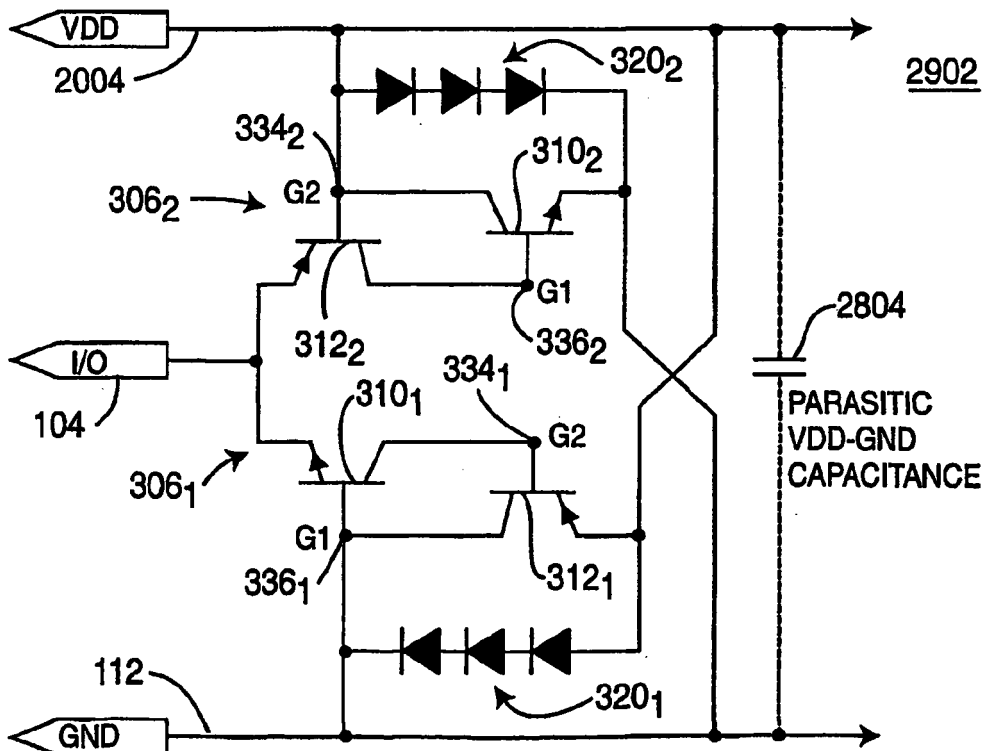 VDD
2004
320₂
2902
334₂
310₂
G2
306₂
G1
312₂
336₂
2804
I/O
104
310₁
334₁
PARASITIC
VDD-GND
CAPACITANCE
G2
306₁
G1
336₁
312₁
112
320₁
GND